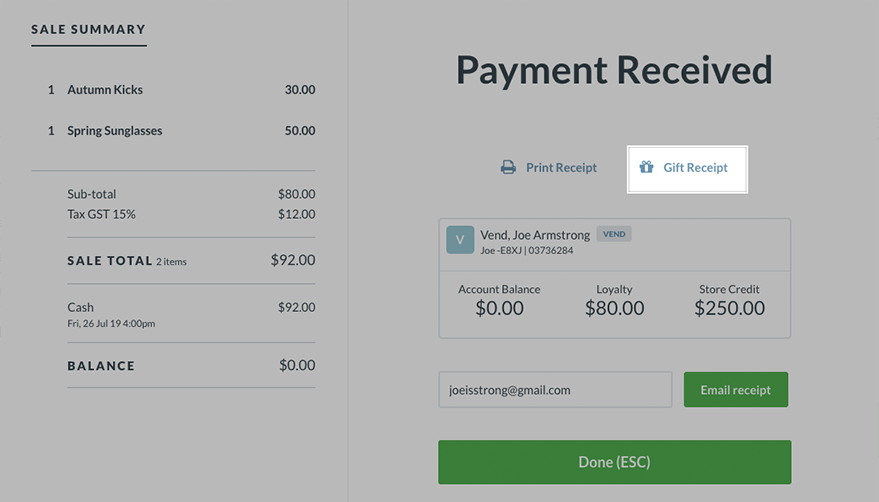 SALE SUMMARY
1 Autumn Kicks 30.00
1 Spring Sunglasses 50.00
Sub-total $80.00
Tax GST 15% $12.00
SALE TOTAL 2 items $92.00
Cash $92.00
Fri, 26 Jul 19 4:00pm
BALANCE $0.00
Payment Received
Print Receipt Gift Receipt
V
Vend, Joe Armstrong VEND
Joe -E8XJ | 03736284
Account Balance Loyalty Store Credit
$0.00 $80.00 $250.00
joeisstrong@gmail.com Email receipt
Done (ESC)